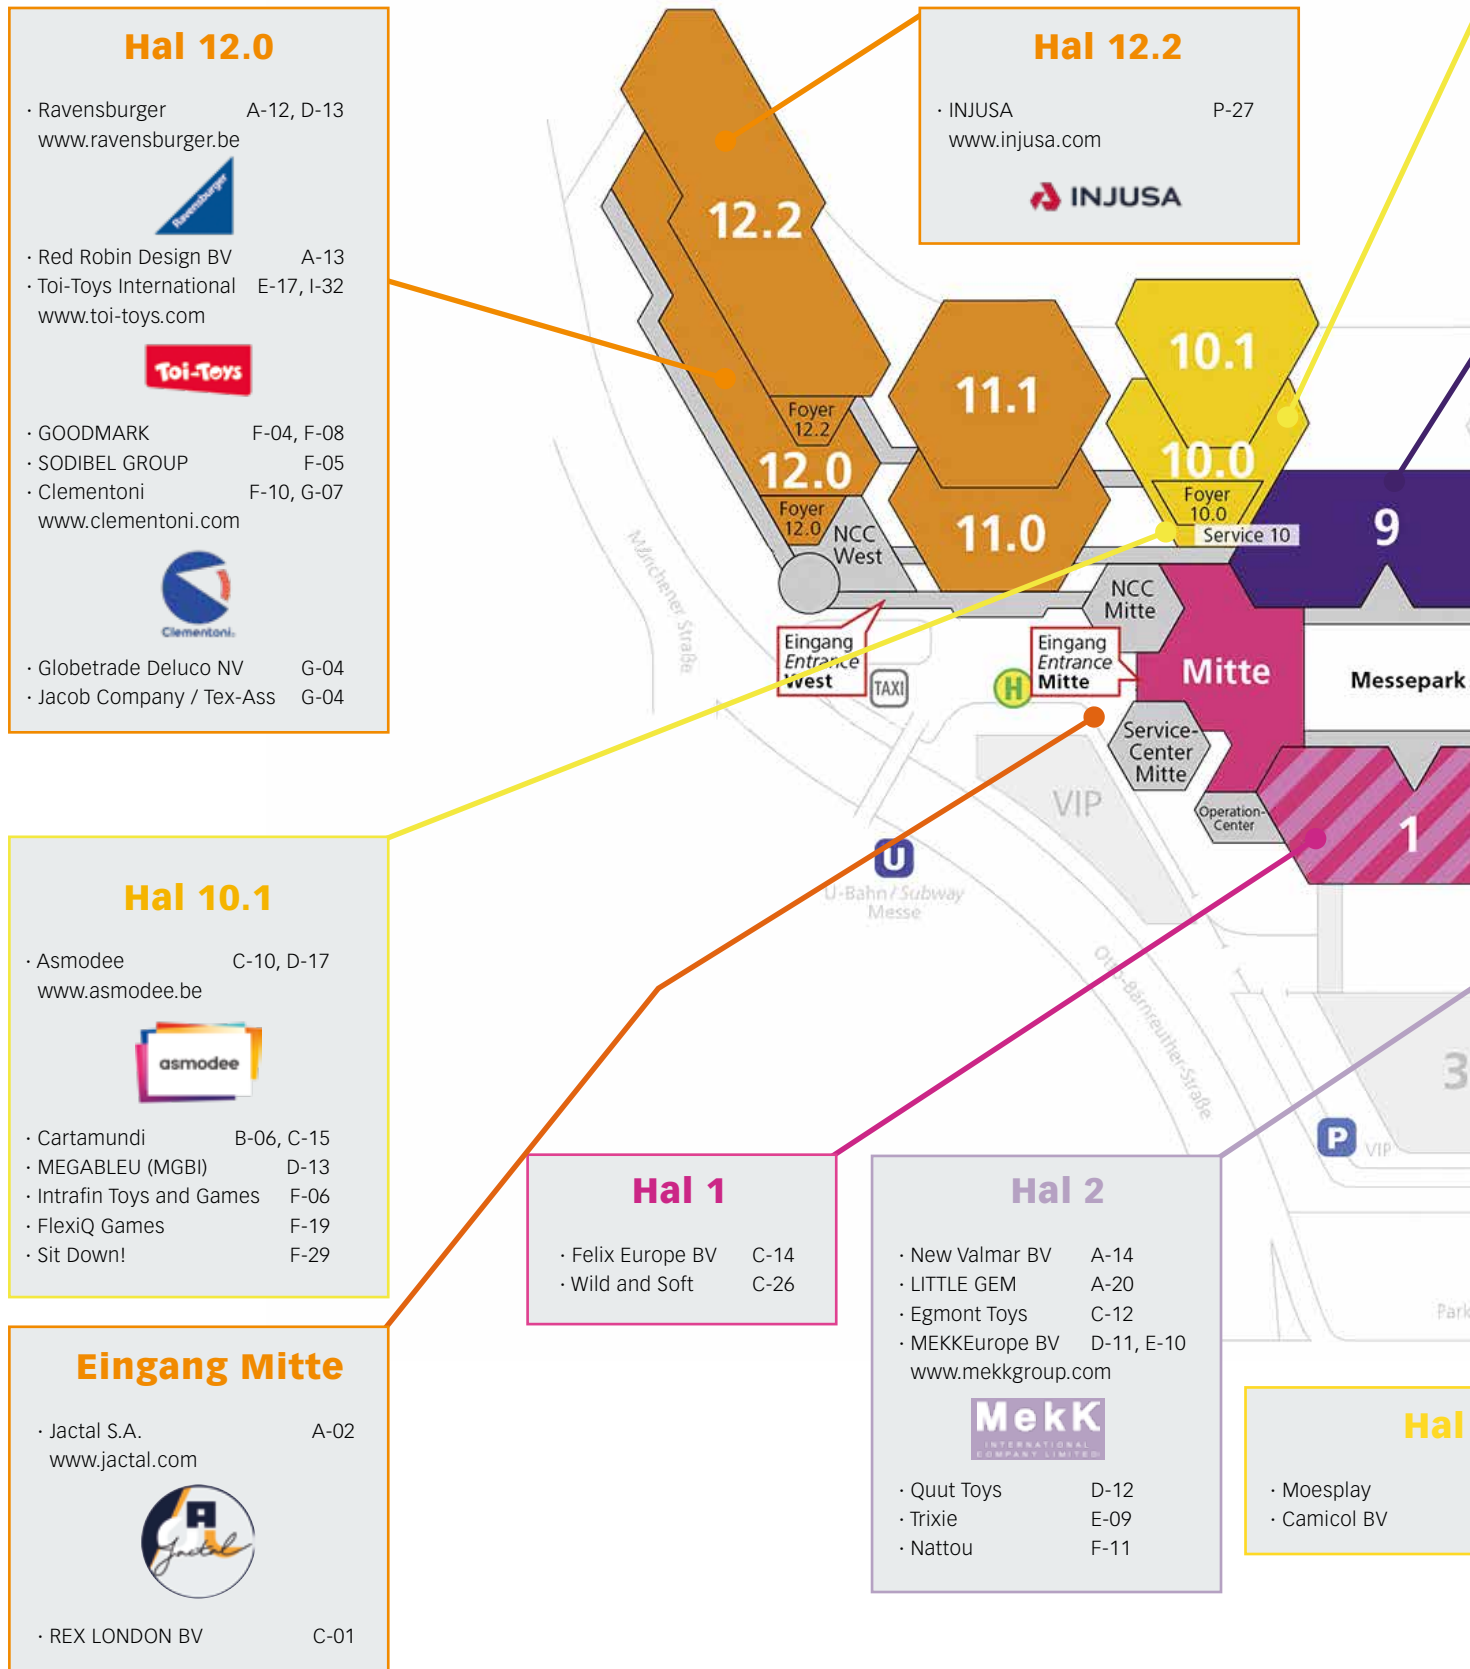 Hal 12.0
· Ravensburger A-12, D-13
www.ravensburger.be
Ravensburger
· Red Robin Design BV A-13
· Toi-Toys International E-17, I-32
www.toi-toys.com
Toi-Toys
· GOODMARK F-04, F-08
· SODIBEL GROUP F-05
· Clementoni F-10, G-07
www.clementoni.com
Clementoni
· Globetrade Deluco NV G-04
· Jacob Company / Tex-Ass G-04
Hal 12.2
· INJUSA P-27
www.injusa.com
INJUSA
12.2
Foyer
12.2
12.0
Foyer
12.0
NCC
West
11.1
11.0
10.1
10.0
Foyer
10.0
Service 10
9
NCC
Mitte
Eingang
Entrance
West
TAXI
H
Eingang
Entrance
Mitte
Mitte
Messepark
Service-
Center
Mitte
Operation-
Center
1
VIP
Münchener Straße
U
U-Bahn / Subway
Messe
Otto-Bärnreuther-Straße
3
P
VIP
Park
Hal 10.1
· Asmodee C-10, D-17
www.asmodee.be
asmodee
· Cartamundi B-06, C-15
· MEGABLEU (MGBI) D-13
· Intrafin Toys and Games F-06
· FlexiQ Games F-19
· Sit Down! F-29
Eingang Mitte
· Jactal S.A. A-02
www.jactal.com
Jactal
· REX LONDON BV C-01
Hal 1
· Felix Europe BV C-14
· Wild and Soft C-26
Hal 2
· New Valmar BV A-14
· LITTLE GEM A-20
· Egmont Toys C-12
· MEKKEurope BV D-11, E-10
www.mekkgroup.com
MekK
INTERNATIONAL
COMPANY LIMITED
· Quut Toys D-12
· Trixie E-09
· Nattou F-11
Hal
· Moesplay
· Camicol BV